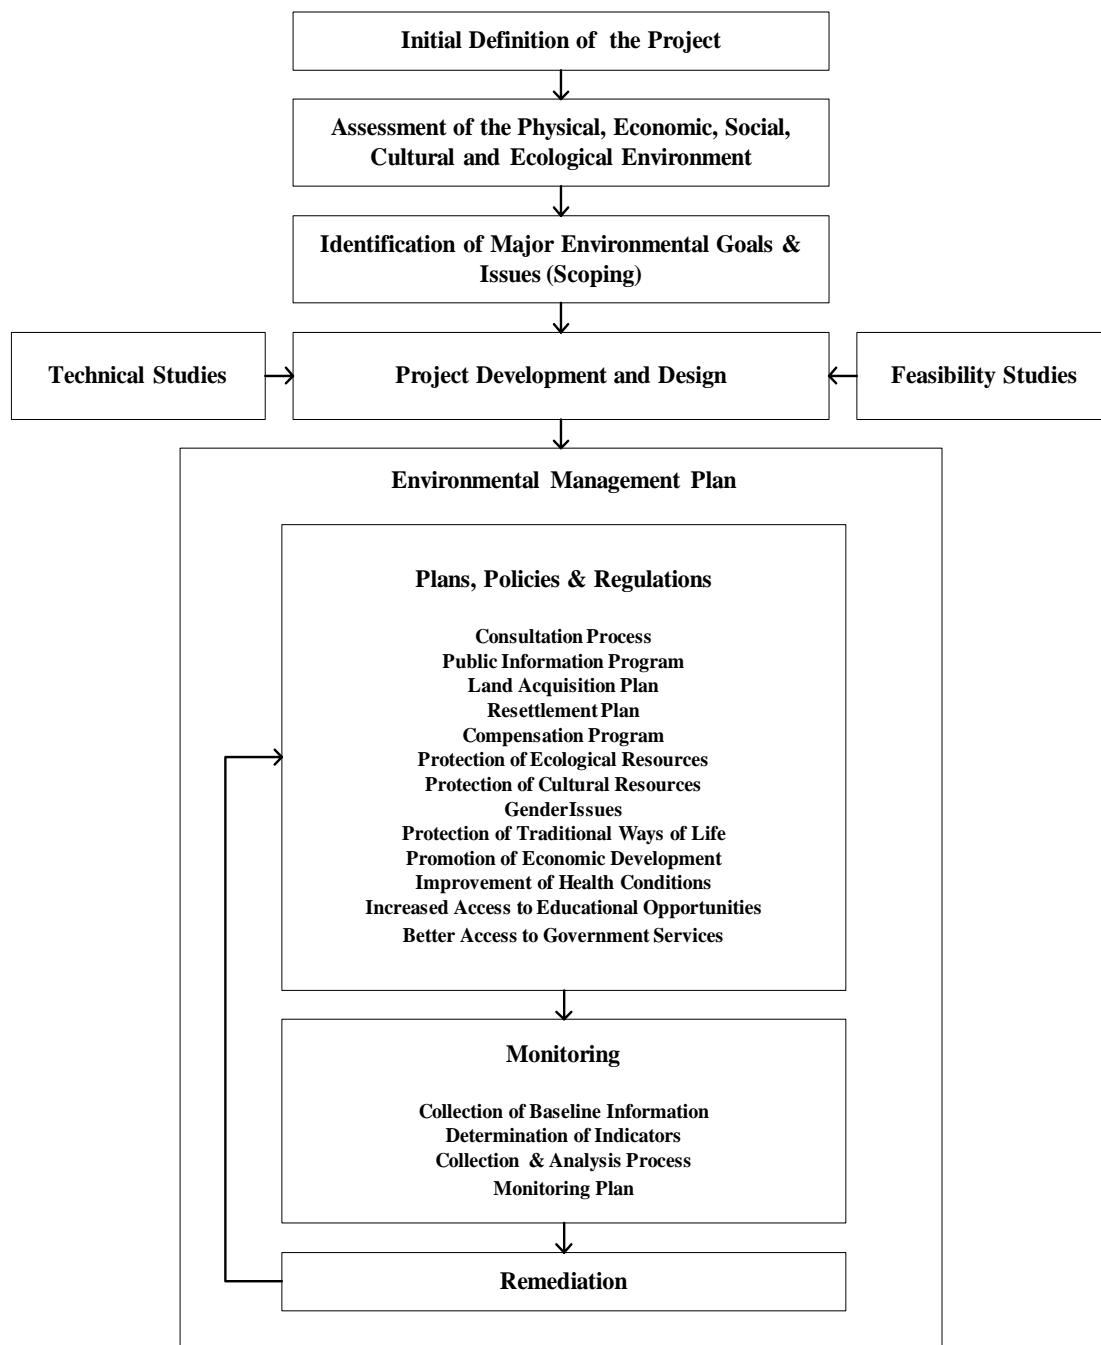 Initial Definition of the Project
Assessment of the Physical, Economic, Social,
Cultural and Ecological Environment
Identification of Major Environmental Goals &
Issues (Scoping)
Technical Studies
Project Development and Design
Feasibility Studies
Environmental Management Plan
Plans, Policies & Regulations
Consultation Process
Public Information Program
Land Acquisition Plan
Resettlement Plan
Compensation Program
Protection of Ecological Resources
Protection of Cultural Resources
Gender Issues
Protection of Traditional Ways of Life
Promotion of Economic Development
Improvement of Health Conditions
Increased Access to Educational Opportunities
Better Access to Government Services
Monitoring
Collection of Baseline Information
Determination of Indicators
Collection & Analysis Process
Monitoring Plan
Remediation